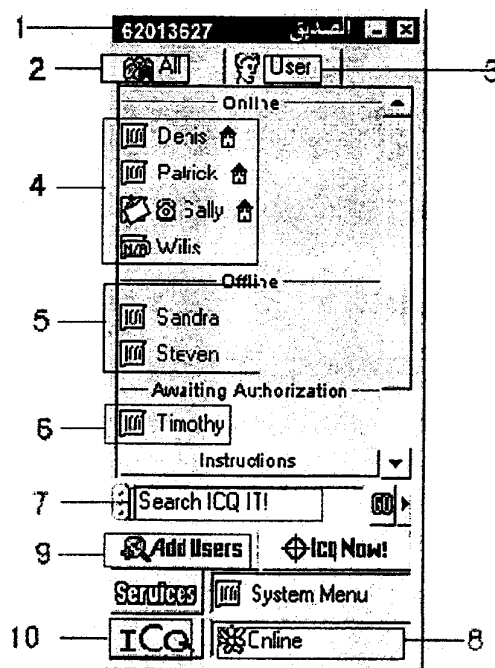 1 62013627 الصديق
2 All User 3
Online
4
Denis
Patrick
Sally
N/A Willis
Offline
5
Sandra
Steven
Awaiting Authorization
6 Timothy
Instructions
7 Search ICQ IT! GO
9 Add Users Icq Now!
Services System Menu
10 ICQ Online 8